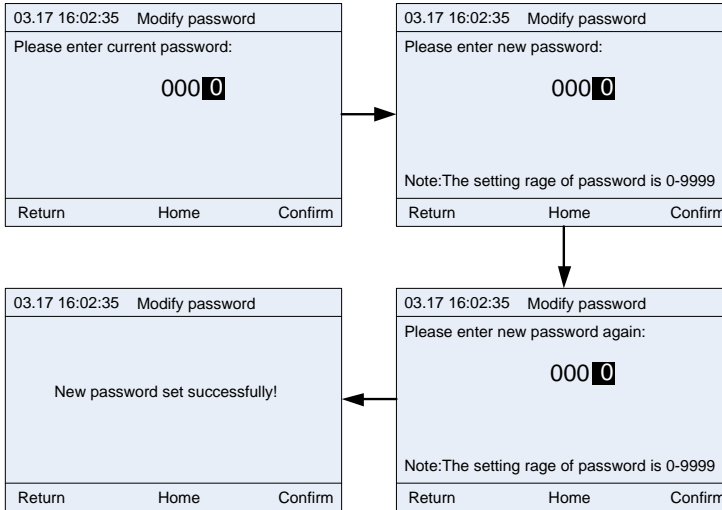 03.17 16:02:35 Modify password
Please enter current password:
0000
Return Home Confirm
03.17 16:02:35 Modify password
Please enter new password:
0000
Note:The setting rage of password is 0-9999
Return Home Confirm
03.17 16:02:35 Modify password
Please enter new password again:
0000
Note:The setting rage of password is 0-9999
Return Home Confirm
03.17 16:02:35 Modify password
New password set successfully!
Return Home Confirm